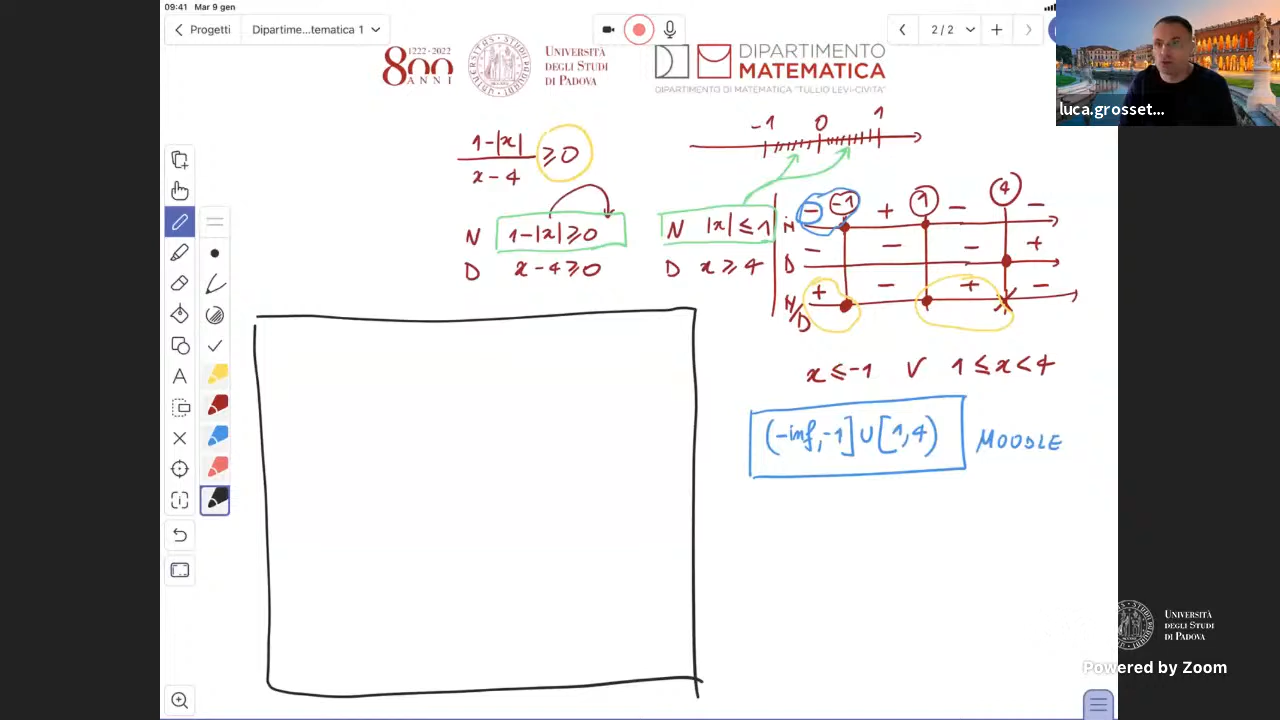 09:41 Mar 9 gen
Progetti
Dipartime...tematica 1
2/2
1222·2022
800
ANNI
UNIVERSITÀ
DEGLI STUDI
DI PADOVA
DIPARTIMENTO
MATEMATICA
DIPARTIMENTO DI MATEMATICA "TULLIO LEVI-CIVITA"
luca.grosset...
1-|x|
x-4
≥0
-1 0 1
N 1-|x|≥0
D x-4≥0
N |x|≤1
D x≥4
- -1 + 1 - 4 -
N
- - - +
D
+ - + -
N/D
x≤-1 ∨ 1≤x<4
(-inf,-1]∪[1,4)
MOODLE
UNIVERSITÀ
DEGLI STUDI
DI PADOVA
Powered by Zoom